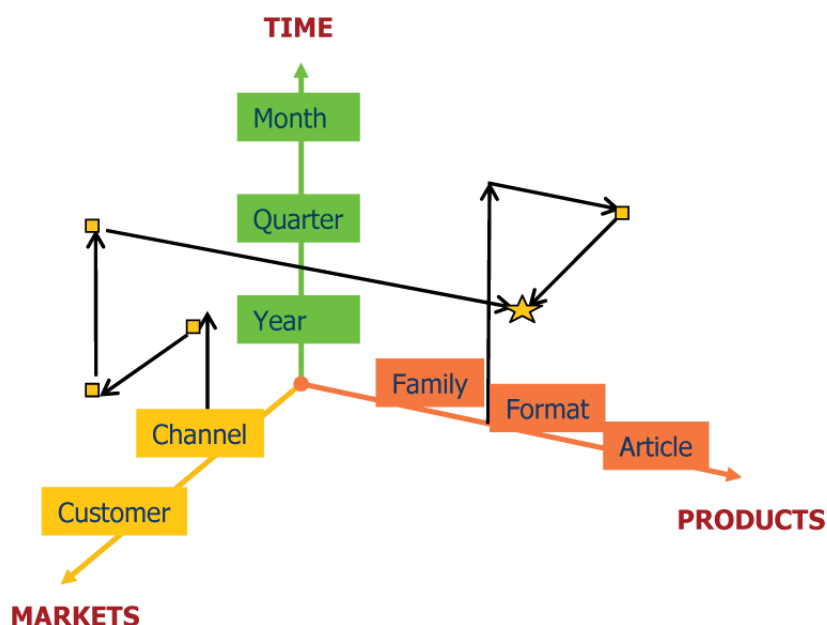 TIME
Month
Quarter
Year
Family
Format
Channel
Article
Customer
PRODUCTS
MARKETS